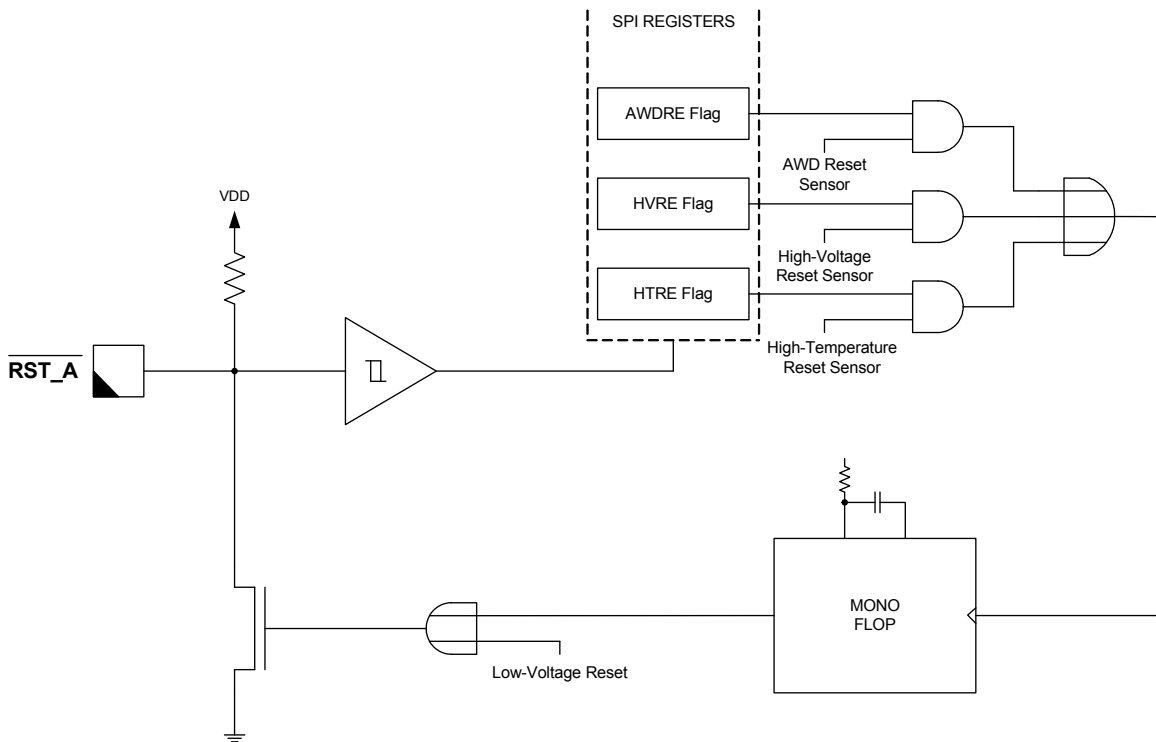 SPI REGISTERS
AWDRE Flag
AWD Reset
Sensor
HVRE Flag
High-Voltage
Reset Sensor
HTRE Flag
High-Temperature
Reset Sensor
VDD
RST_A
MONO
FLOP
Low-Voltage Reset